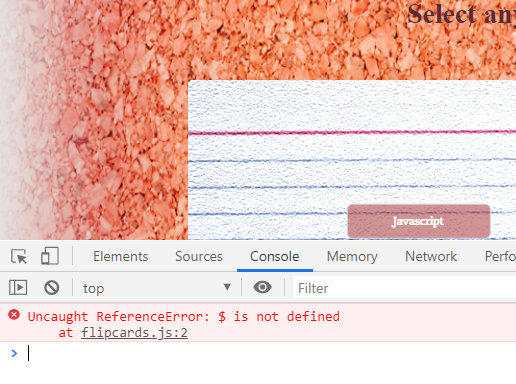 Select any
Javascript
Elements Sources Console Memory Network Perfo
top Filter
Uncaught ReferenceError: $ is not defined
at flipcards.js:2